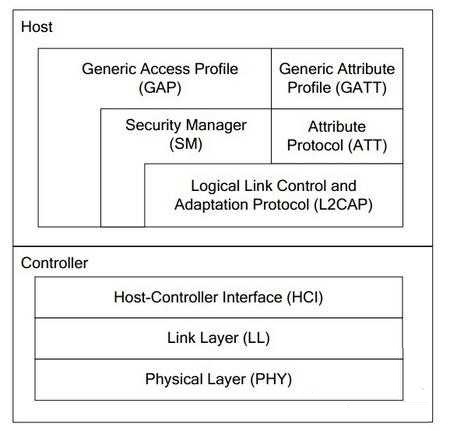 Host
Generic Access Profile
(GAP)
Generic Attribute
Profile (GATT)
Security Manager
(SM)
Attribute
Protocol (ATT)
Logical Link Control and
Adaptation Protocol (L2CAP)
Controller
Host-Controller Interface (HCI)
Link Layer (LL)
Physical Layer (PHY)